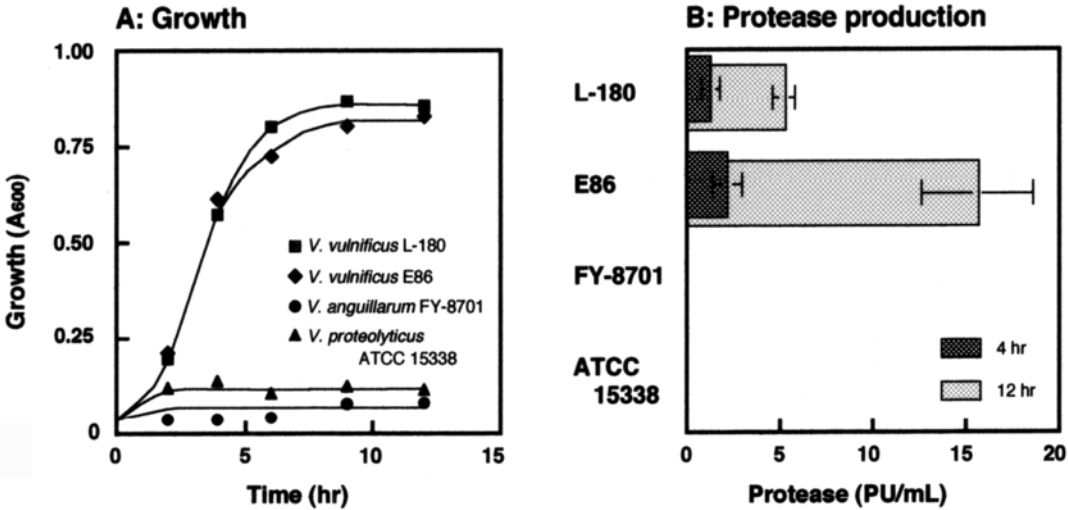 A: Growth
1.00
0.75
0.50
0.25
0
Growth (A600)
V. vulnificus L-180
V. vulnificus E86
V. anguillarum FY-8701
V. proteolyticus
ATCC 15338
0 5 10 15
Time (hr)
B: Protease production
L-180
E86
FY-8701
ATCC
15338
4 hr
12 hr
0 5 10 15 20
Protease (PU/mL)